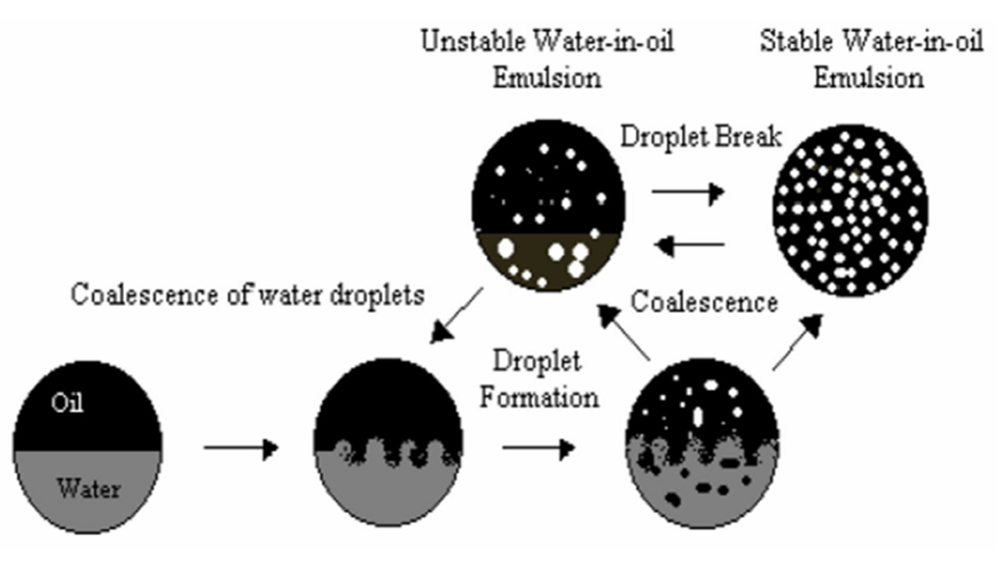 Unstable Water-in-oil
Emulsion
Stable Water-in-oil
Emulsion
Droplet Break
Coalescence of water droplets
Coalescence
Droplet
Formation
Oil
Water